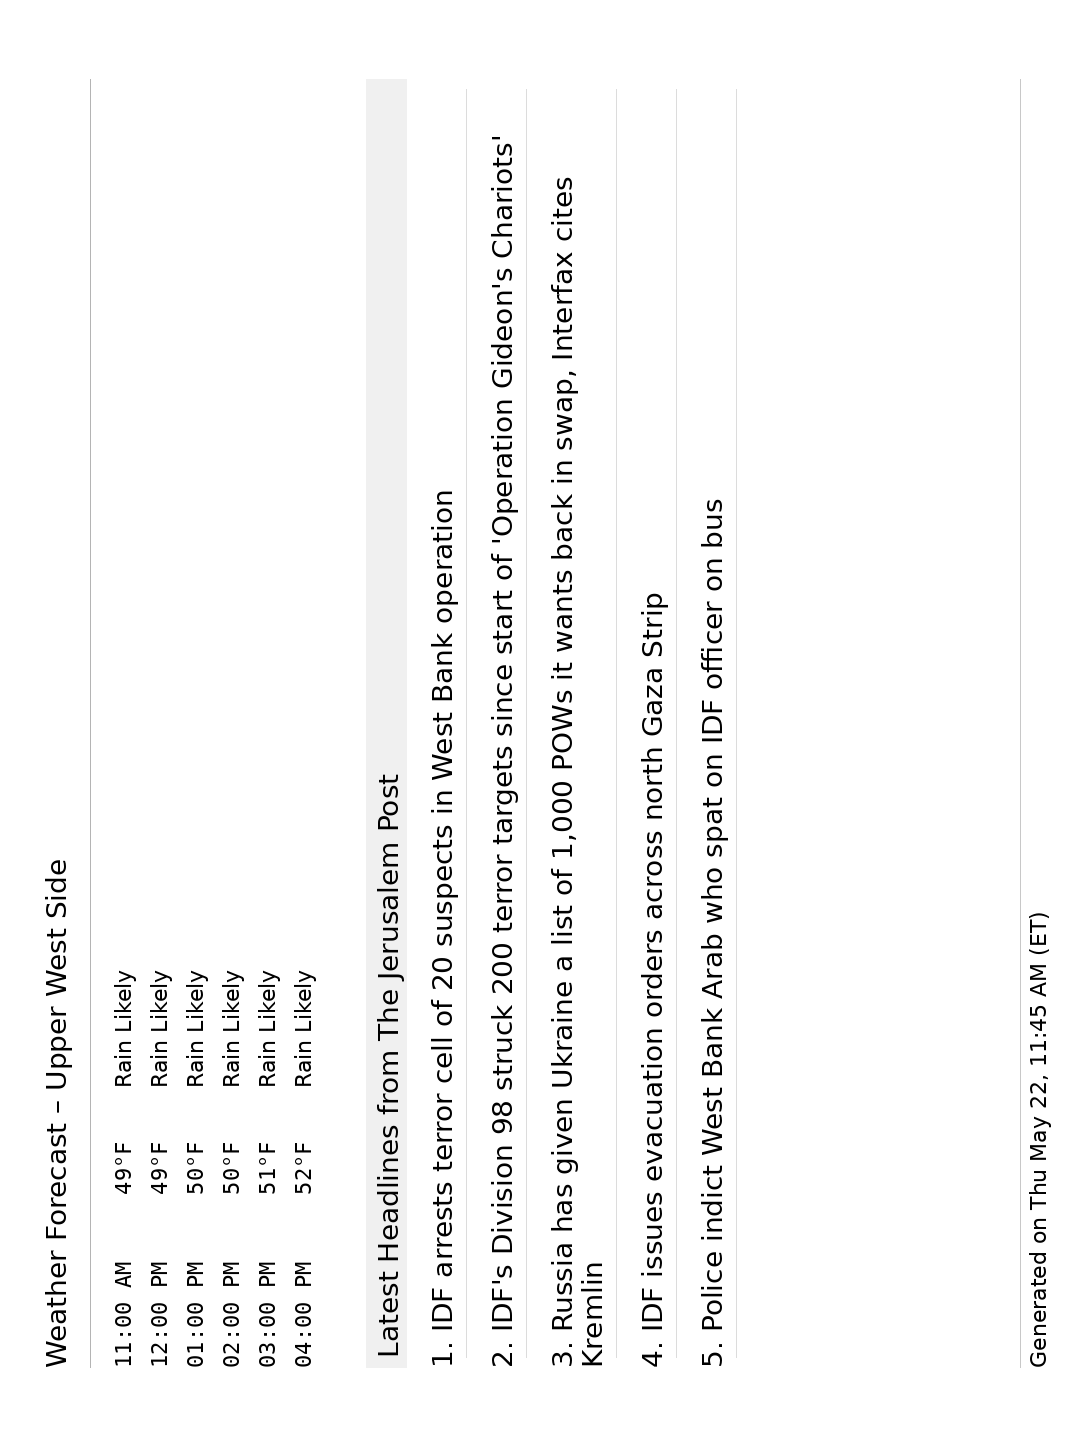 Weather Forecast – Upper West Side
11:00 AM 49°F Rain Likely
12:00 PM 49°F Rain Likely
01:00 PM 50°F Rain Likely
02:00 PM 50°F Rain Likely
03:00 PM 51°F Rain Likely
04:00 PM 52°F Rain Likely
Latest Headlines from The Jerusalem Post
1. IDF arrests terror cell of 20 suspects in West Bank operation
2. IDF's Division 98 struck 200 terror targets since start of 'Operation Gideon's Chariots'
3. Russia has given Ukraine a list of 1,000 POWs it wants back in swap, Interfax cites
Kremlin
4. IDF issues evacuation orders across north Gaza Strip
5. Police indict West Bank Arab who spat on IDF officer on bus
Generated on Thu May 22, 11:45 AM (ET)